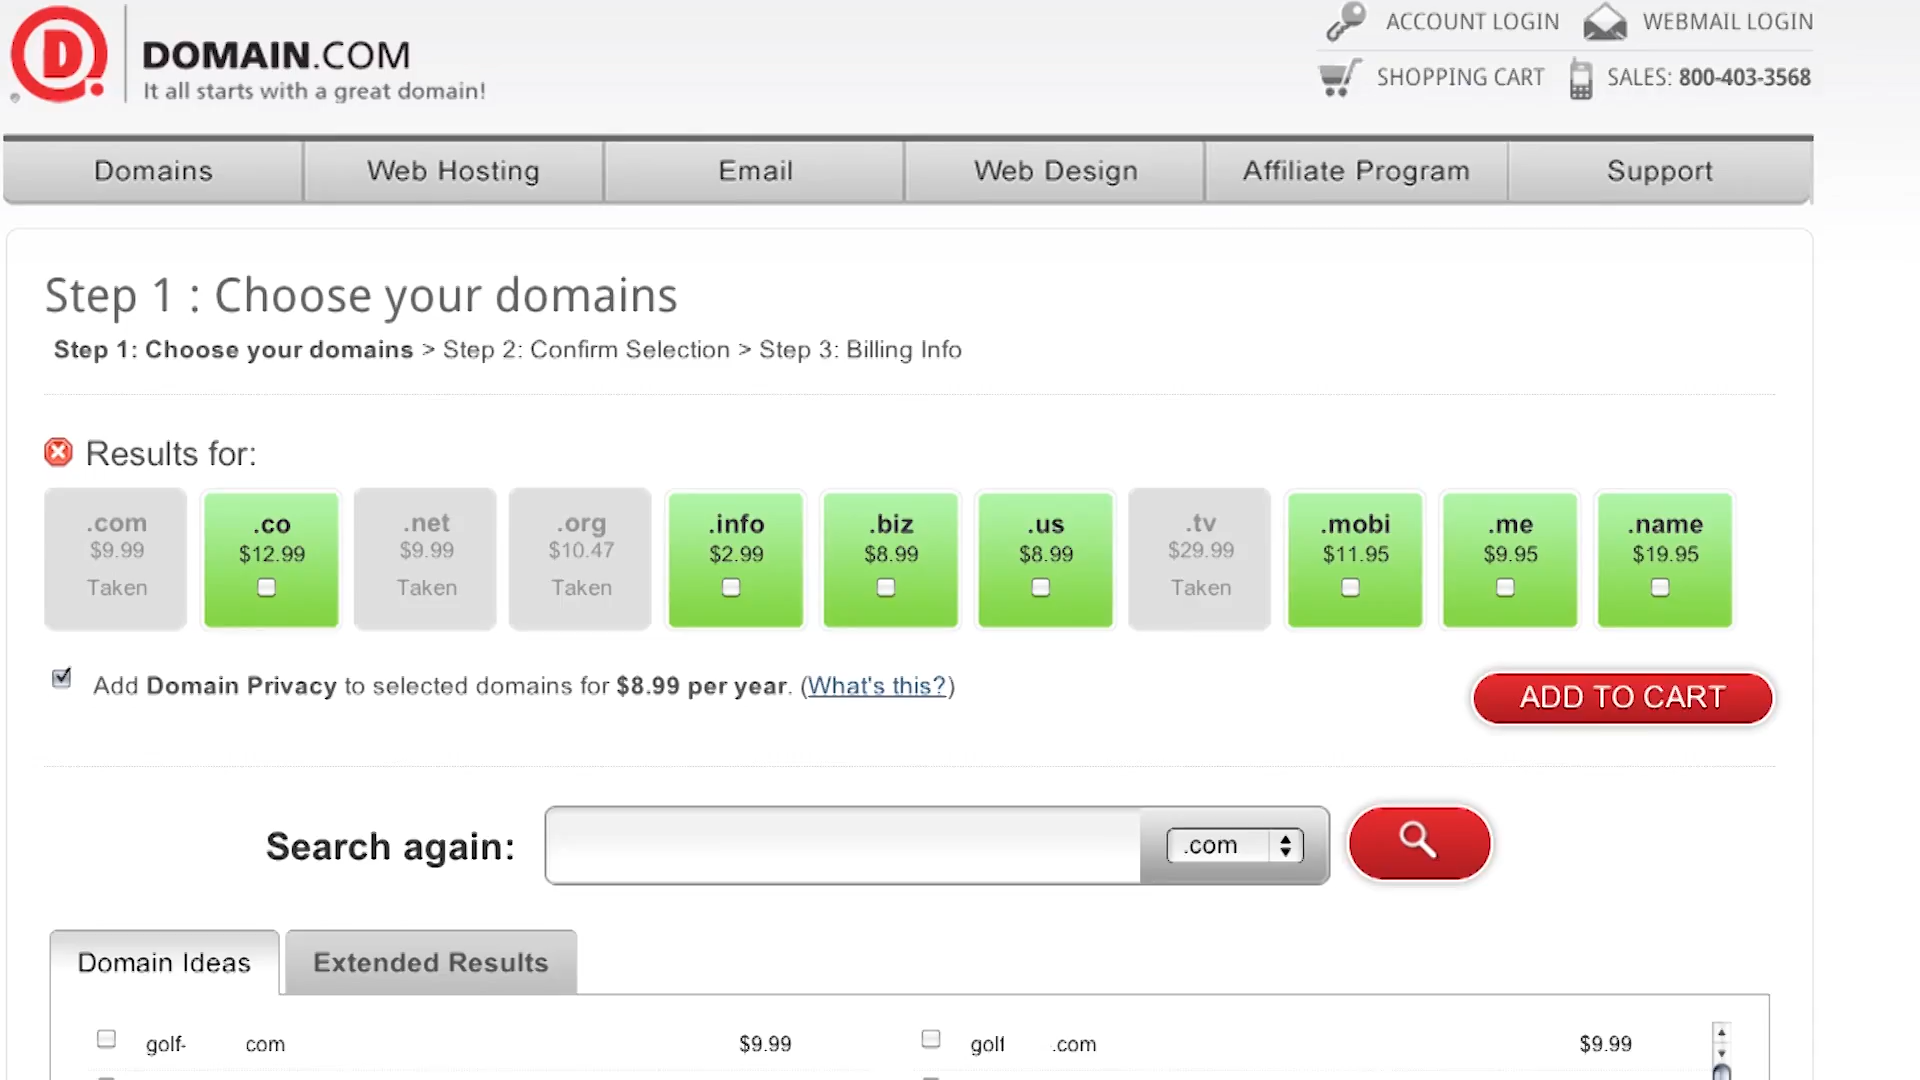 DOMAIN.COM
It all starts with a great domain!
ACCOUNT LOGIN
WEBMAIL LOGIN
SHOPPING CART
SALES: 800-403-3568
Domains
Web Hosting
Email
Web Design
Affiliate Program
Support
Step 1 : Choose your domains
Step 1: Choose your domains > Step 2: Confirm Selection > Step 3: Billing Info
Results for:
.com
$9.99
Taken
.co
$12.99
.net
$9.99
Taken
.org
$10.47
Taken
.info
$2.99
.biz
$8.99
.us
$8.99
.tv
$29.99
Taken
.mobi
$11.95
.me
$9.95
.name
$19.95
Add Domain Privacy to selected domains for $8.99 per year. (What's this?)
ADD TO CART
Search again:
.com
Domain Ideas
Extended Results
golf- com $9.99
golf .com $9.99